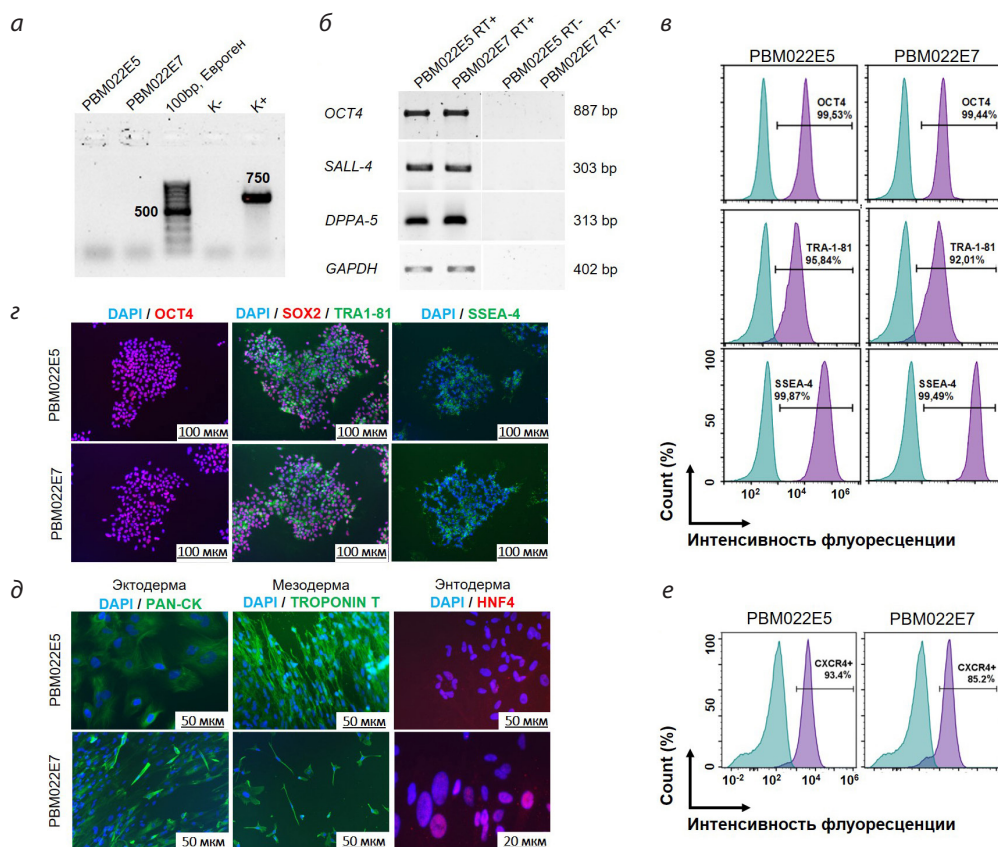 а
PBM022E5
PBM022E7
100bp, Евроген
K-
K+
500
750
б
PBM022E5 RT+
PBM022E7 RT+
PBM022E5 RT-
PBM022E7 RT-
OCT4
887 bp
SALL-4
303 bp
DPPA-5
313 bp
GAPDH
402 bp
в
PBM022E5
PBM022E7
OCT4
99,53%
OCT4
99,44%
TRA-1-81
95,84%
TRA-1-81
92,01%
SSEA-4
99,87%
SSEA-4
99,49%
100
50
0
Count (%)
10² 10⁴ 10⁶
Интенсивность флуоресценции
г
DAPI / OCT4
DAPI / SOX2 / TRA1-81
DAPI / SSEA-4
PBM022E5
100 мкм
100 мкм
100 мкм
PBM022E7
100 мкм
100 мкм
100 мкм
д
Эктодерма
Мезодерма
Энтодерма
DAPI / PAN-CK
DAPI / TROPONIN T
DAPI / HNF4
PBM022E5
50 мкм
50 мкм
50 мкм
PBM022E7
50 мкм
50 мкм
20 мкм
е
PBM022E5
PBM022E7
CXCR4+
93.4%
CXCR4+
85.2%
100
50
0
Count (%)
10⁻² 10² 10⁴ 10⁶
Интенсивность флуоресценции